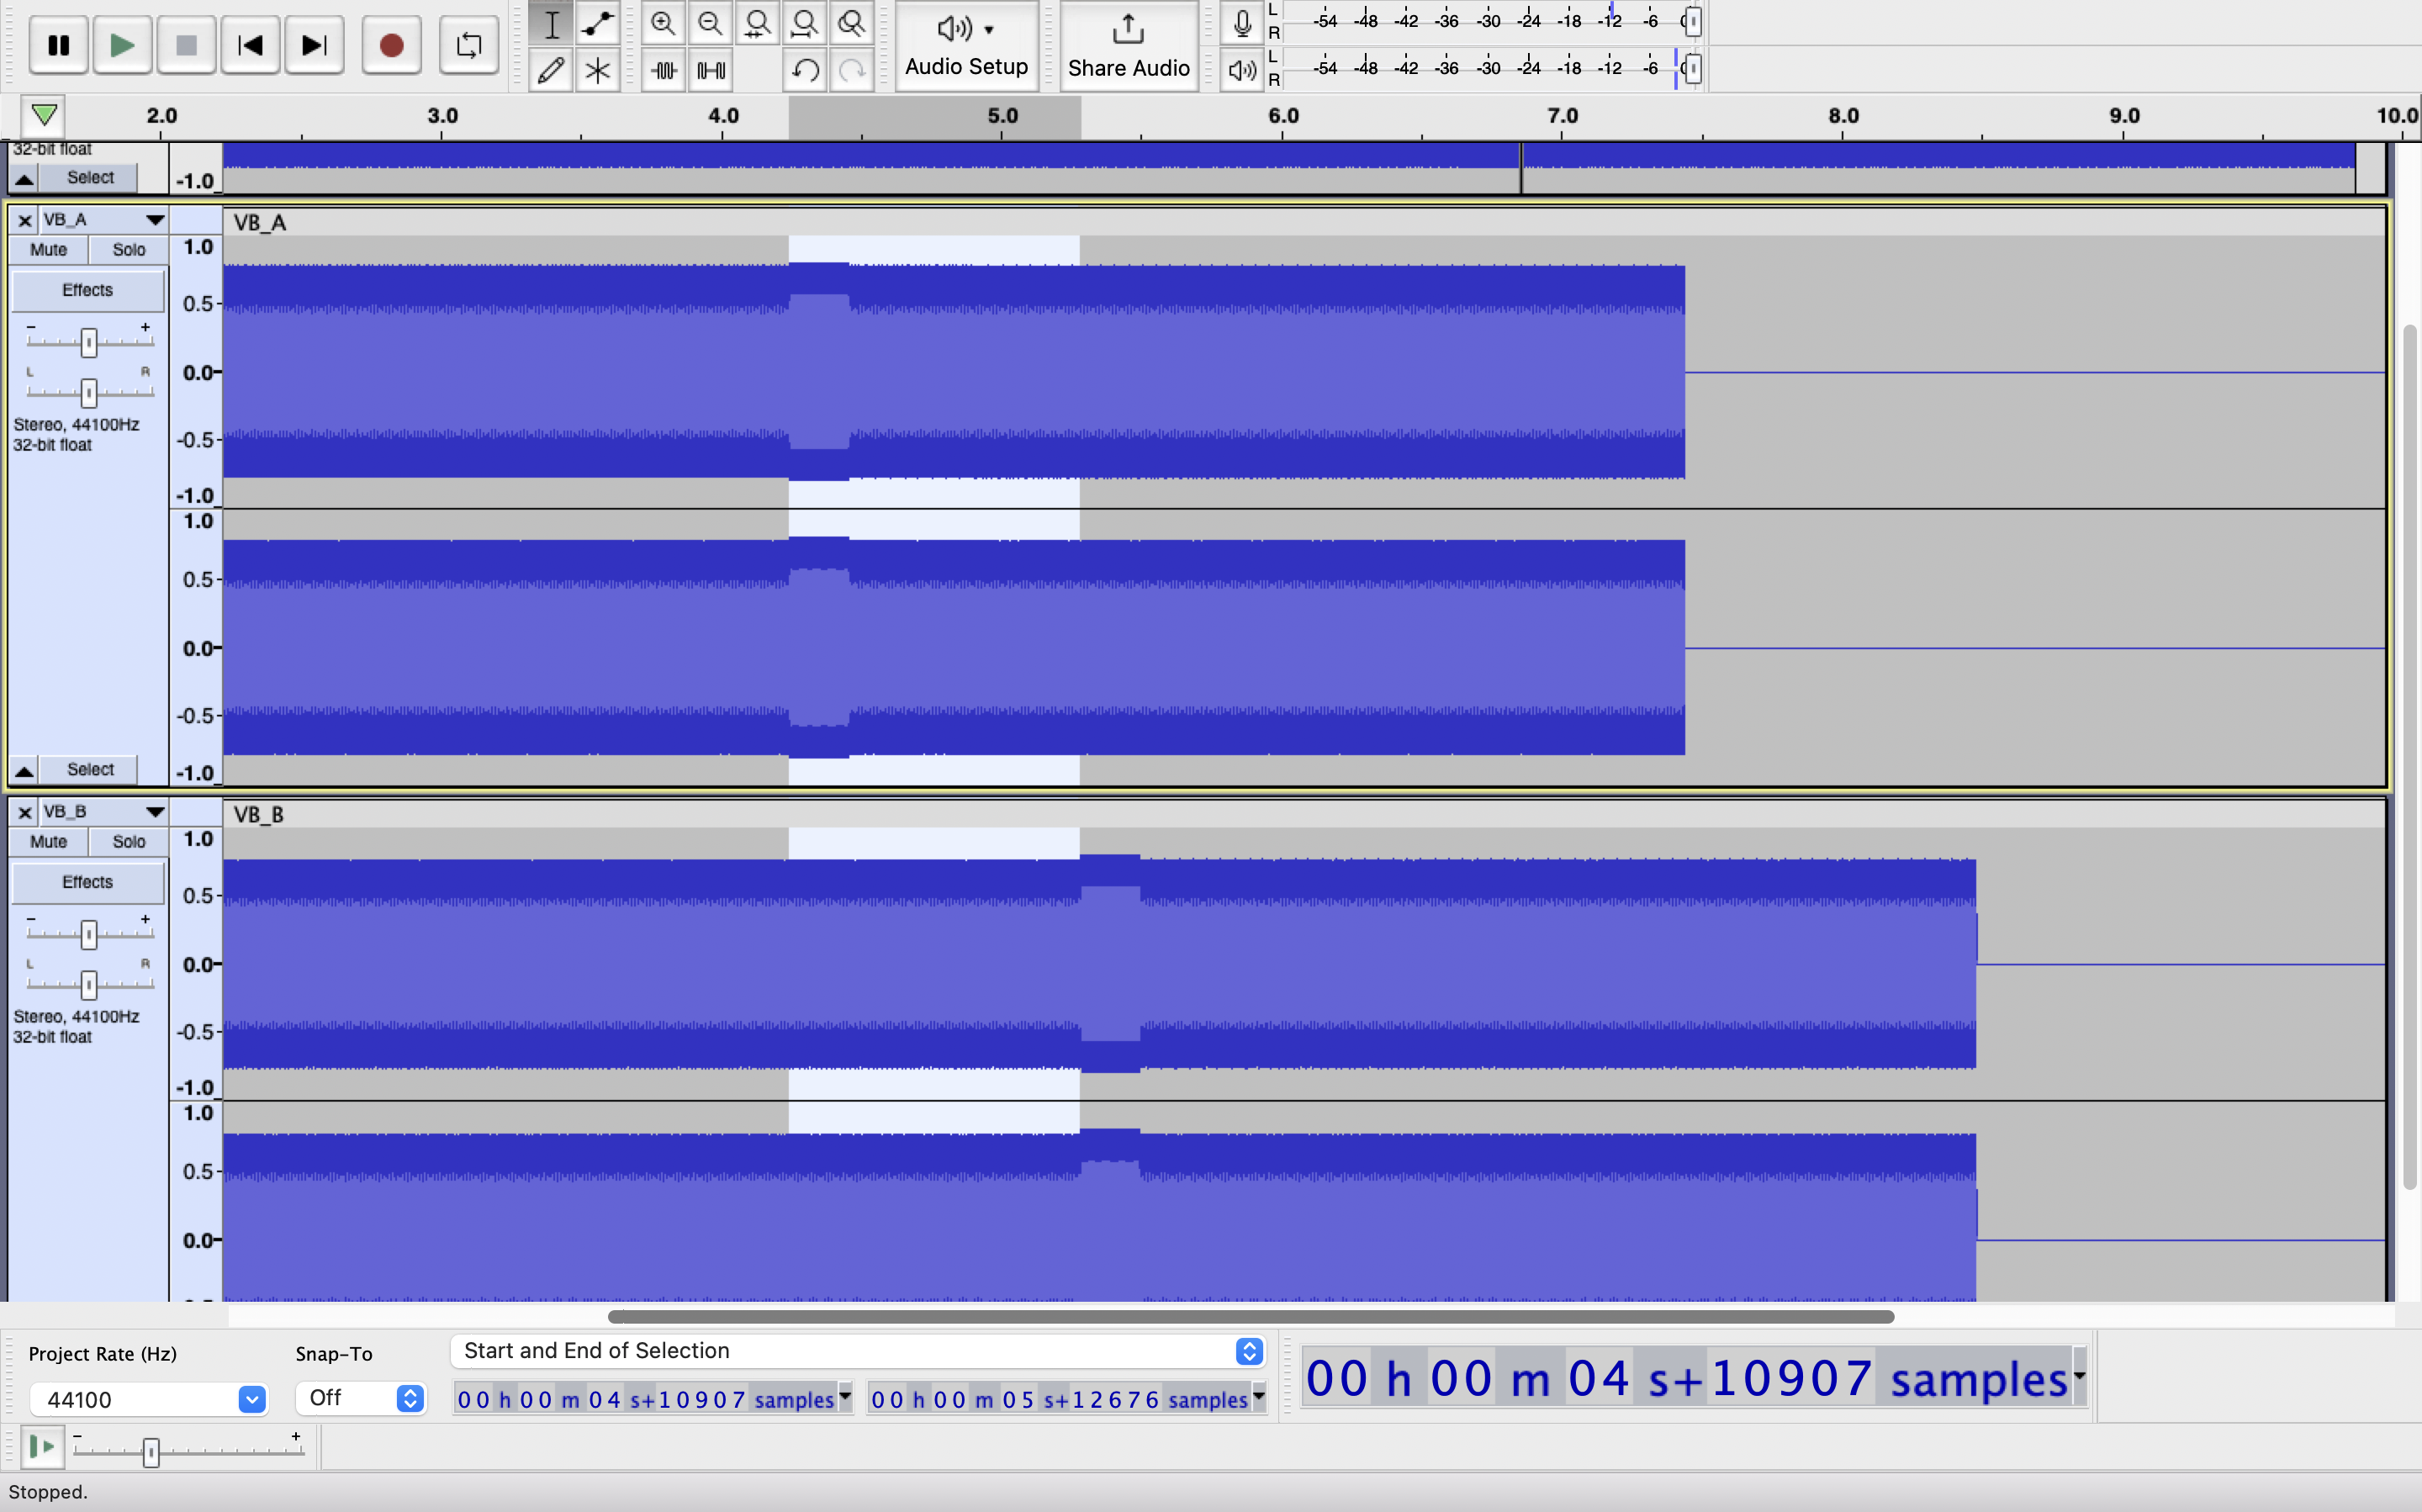 L
R
-54 -48 -42 -36 -30 -24 -18 -12 -6 0
Audio Setup
Share Audio
L
R
-54 -48 -42 -36 -30 -24 -18 -12 -6 0
2.0 3.0 4.0 5.0 6.0 7.0 8.0 9.0 10.0
32-bit float
Select
-1.0
VB_A
VB_A
Mute Solo
Effects
- +
L R
Stereo, 44100Hz
32-bit float
Select
1.0
0.5
0.0
-0.5
-1.0
1.0
0.5
0.0
-0.5
-1.0
VB_B
VB_B
Mute Solo
Effects
- +
L R
Stereo, 44100Hz
32-bit float
1.0
0.5
0.0
-0.5
-1.0
1.0
0.5
0.0
Project Rate (Hz)
44100
Snap-To
Off
Start and End of Selection
00 h 00 m 04 s+10907 samples
00 h 00 m 05 s+12676 samples
00 h 00 m 04 s+10907 samples
- +
Stopped.